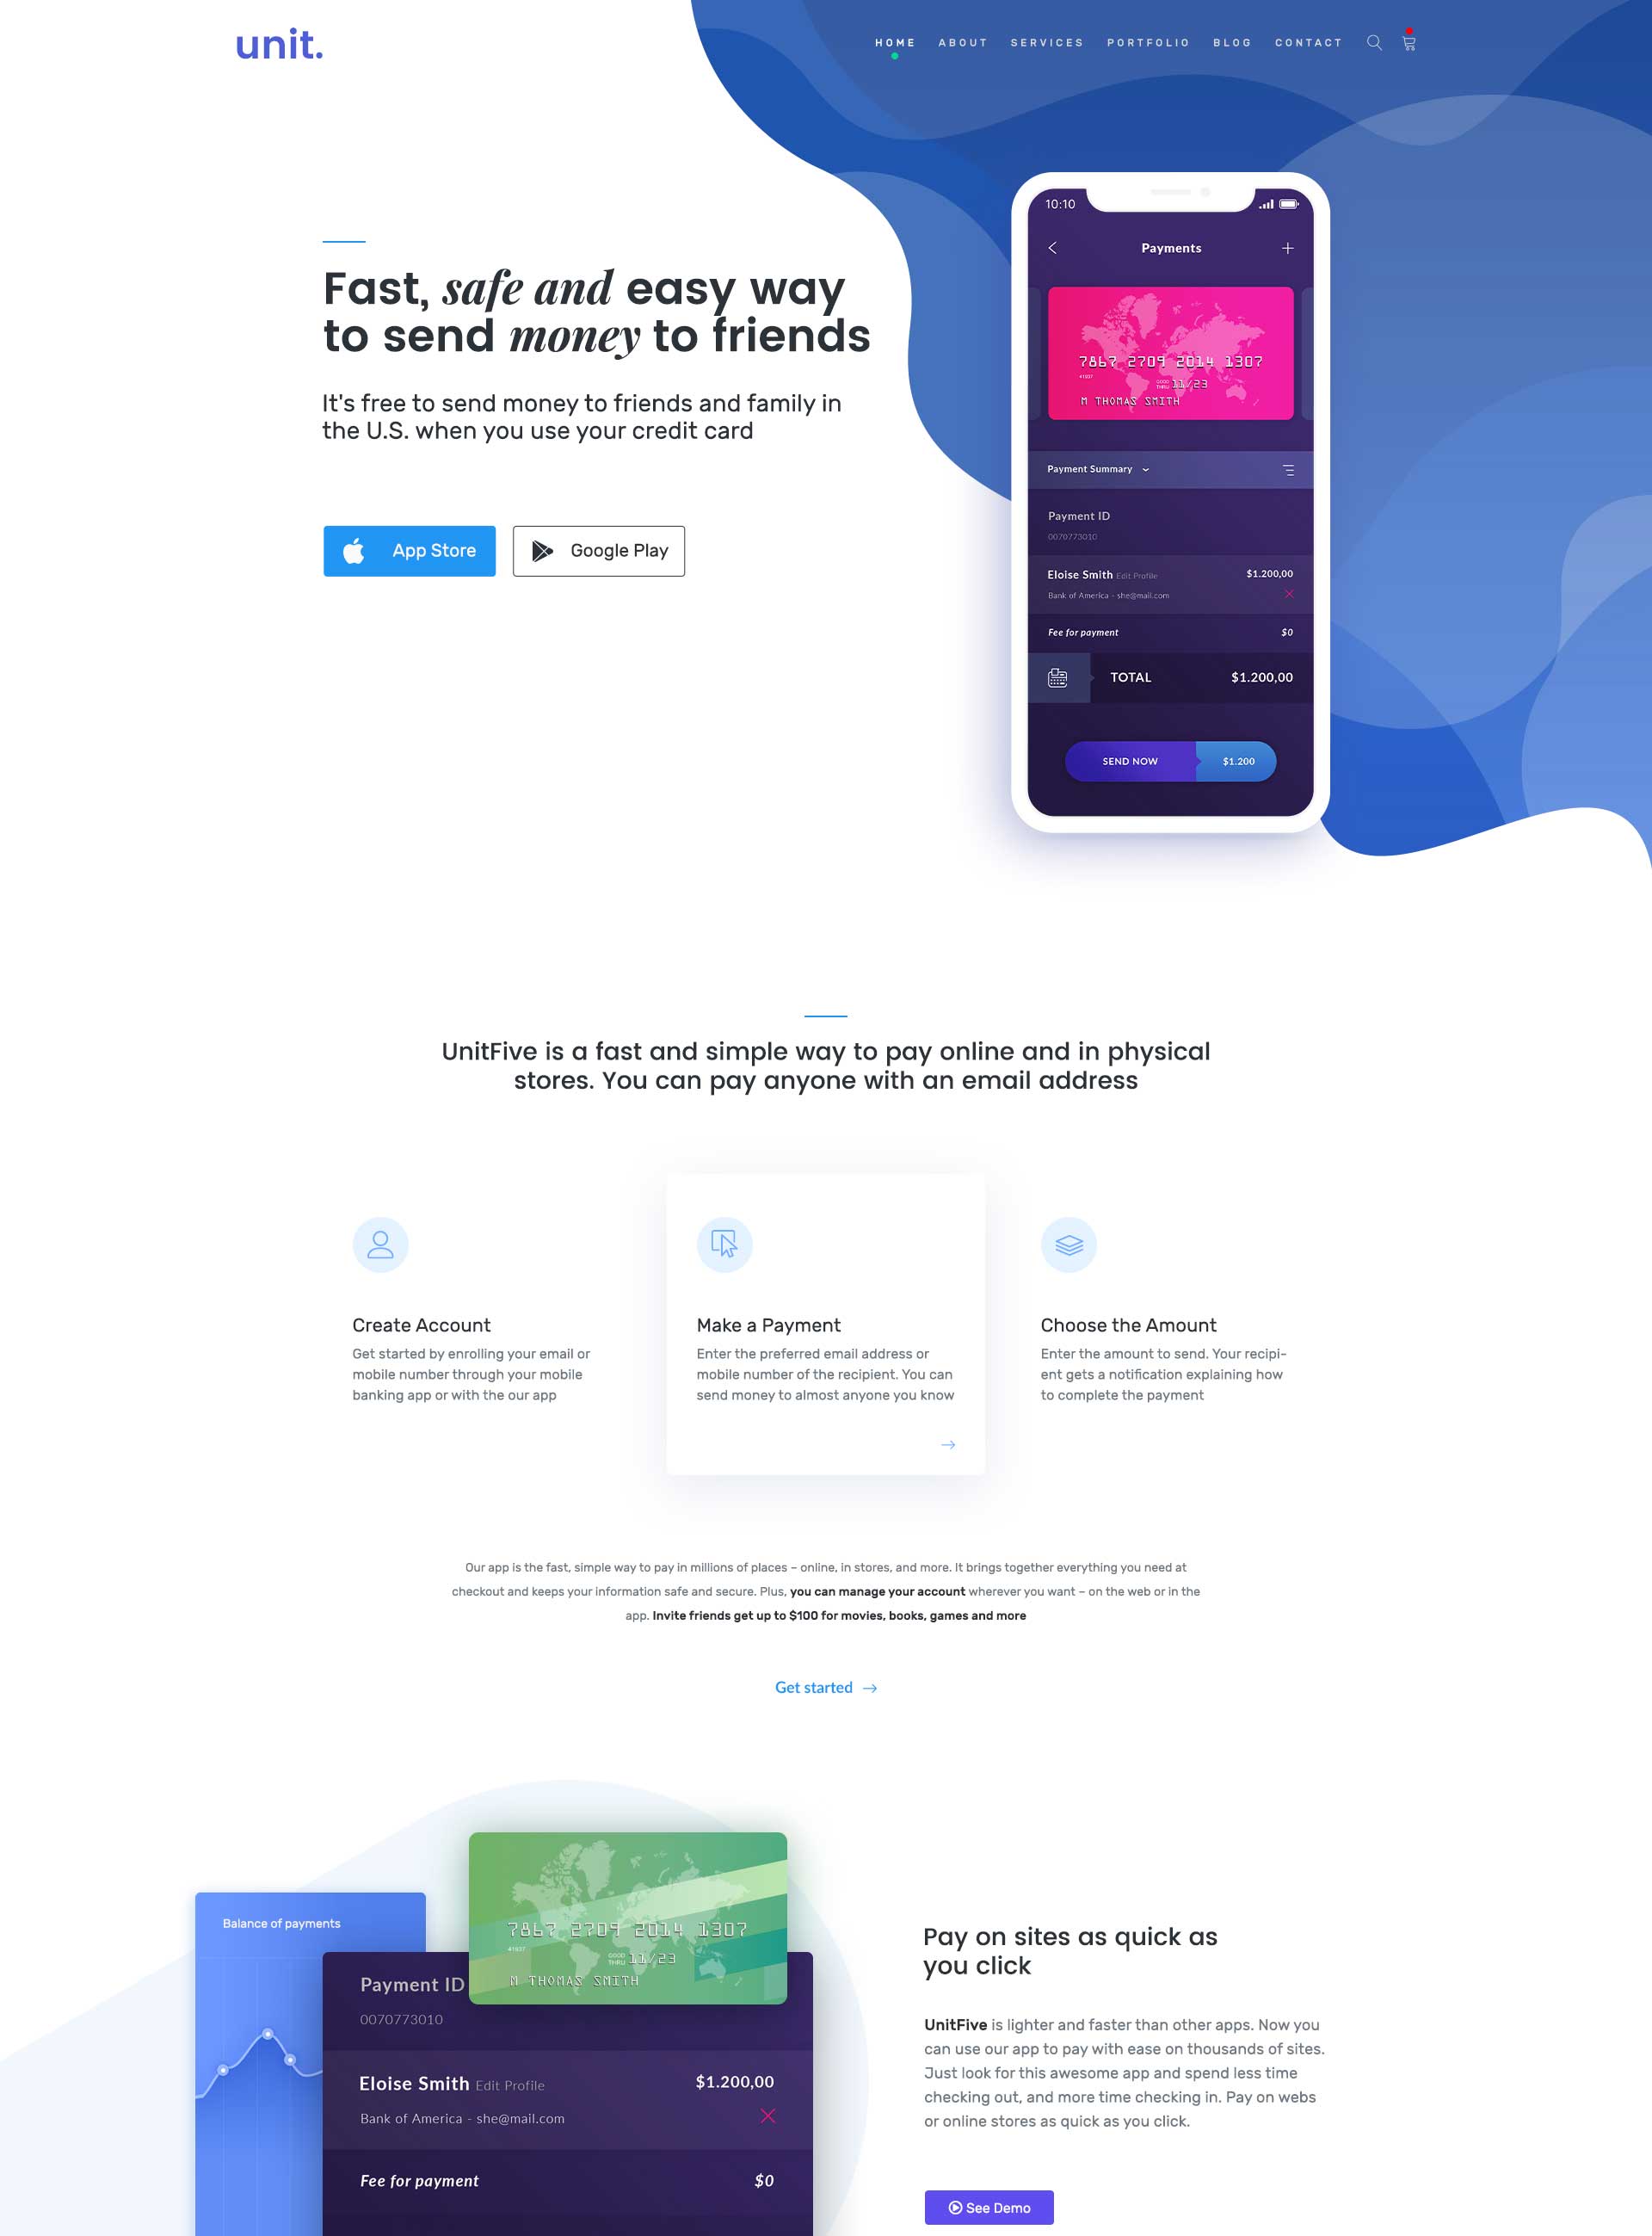 unit.
HOME ABOUT SERVICES PORTFOLIO BLOG CONTACT
Fast, safe and easy way
to send money to friends
It's free to send money to friends and family in
the U.S. when you use your credit card
App Store
Google Play
10:10
Payments
7867 2709 2014 1307
41937
GOOD
THRU 11/23
M THOMAS SMITH
Payment Summary
Payment ID
0070773010
Eloise Smith Edit Profile $1.200,00
Bank of America - she@mail.com
Fee for payment $0
TOTAL $1.200,00
SEND NOW $1.200
UnitFive is a fast and simple way to pay online and in physical
stores. You can pay anyone with an email address
Create Account
Get started by enrolling your email or
mobile number through your mobile
banking app or with the our app
Make a Payment
Enter the preferred email address or
mobile number of the recipient. You can
send money to almost anyone you know
Choose the Amount
Enter the amount to send. Your recipi-
ent gets a notification explaining how
to complete the payment
Our app is the fast, simple way to pay in millions of places – online, in stores, and more. It brings together everything you need at
checkout and keeps your information safe and secure. Plus, you can manage your account wherever you want – on the web or in the
app. Invite friends get up to $100 for movies, books, games and more
Get started
Balance of payments
7867 2709 2014 1307
41937
GOOD
THRU 11/23
M THOMAS SMITH
Payment ID
0070773010
Eloise Smith Edit Profile $1.200,00
Bank of America - she@mail.com
Fee for payment $0
Pay on sites as quick as
you click
UnitFive is lighter and faster than other apps. Now you
can use our app to pay with ease on thousands of sites.
Just look for this awesome app and spend less time
checking out, and more time checking in. Pay on webs
or online stores as quick as you click.
See Demo